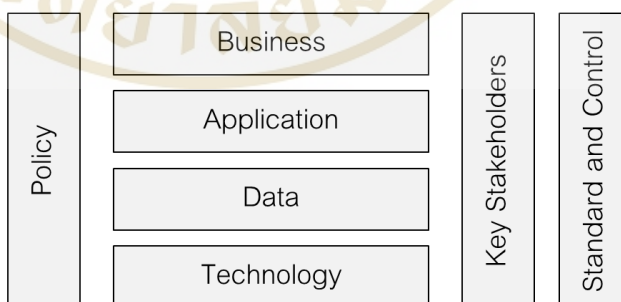 Policy
Business
Application
Data
Technology
Key Stakeholders
Standard and Control